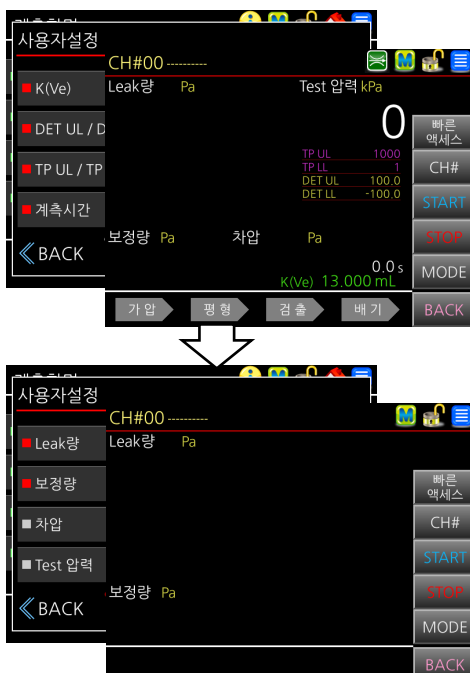 사용자설정
K(Ve)
DET UL / D
TP UL / TP
계측시간
BACK
CH#00 ----------
Leak량 Pa
Test 압력 kPa
0
TP UL 1000
TP LL 1
DET UL 100.0
DET LL -100.0
보정량 Pa
차압 Pa
0.0 s
K(Ve) 13.000 mL
가 압
평 형
검 출
배 기
빠른
액세스
CH#
START
STOP
MODE
BACK
사용자설정
Leak량
보정량
차압
Test 압력
BACK
CH#00 ----------
Leak량 Pa
보정량 Pa
빠른
액세스
CH#
START
STOP
MODE
BACK